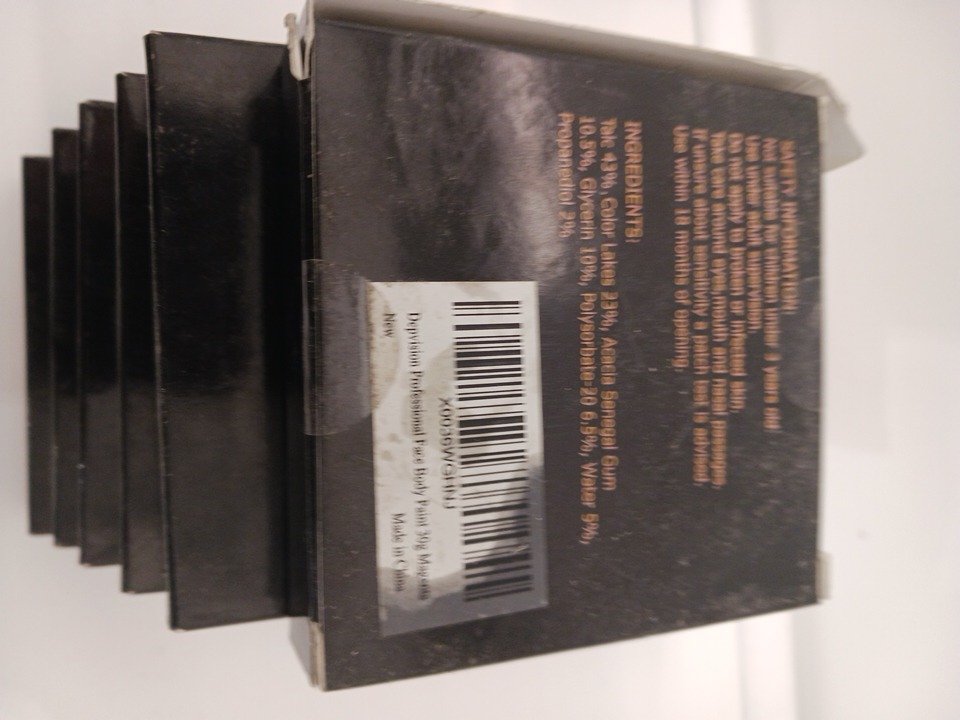 SAFETY INFORMATION:
Not suitable for children under 3 years old
Use under adult supervision.
Do not apply to broken or infected skin,
Take care around eyes, mouth and nasal passages,
If unsure about sensitivity a patch test is advised
Use within 18 months of opening.
INGREDIENTS:
Talc 43%, Color Lakes 23%, Acacia Senegal Gum
10.5%, Glycerin 10%, Polysorbate-20 6.5%, Water 5%,
Propanediol 2%
X0039WGHNJ
Depvision Professional Face Body Paint 30g Magenta
New
Made in China